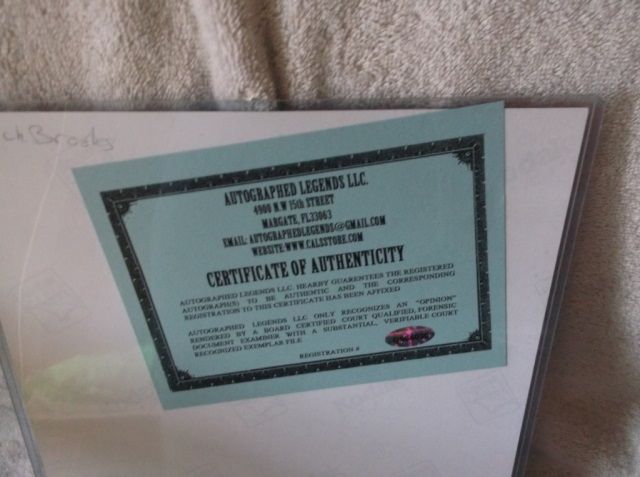 ch Brooks
AUTOGRAPHED LEGENDS LLC.
4900 N.W 15th STREET
MARGATE, FL33063
EMAIL: AUTOGRAPHEDLEGENDS@GMAIL.COM
WEBSITE:WWW.CALSSTORE.COM
CERTIFICATE OF AUTHENTICITY
AUTOGRAPHED LEGENDS LLC. HEARBY GUARENTEES THE REGISTERED
AUTOGRAPH(S) TO BE AUTHENTIC AND THE CORRESPONDING
REGISTRATION TO THIS CERTIFICATE HAS BEEN AFFIXED
AUTOGRAPHED LEGENDS LLC ONLY RECOGNIZES AN "OPINION"
RENDERED BY A BOARD CERTIFIED COURT QUALIFIED, FORENSIC
DOCUMENT EXAMINER WITH A SUBSTANTIAL, VERIFIABLE COURT
RECOGNIZED EXEMPLAR FILE
REGISTRATION #